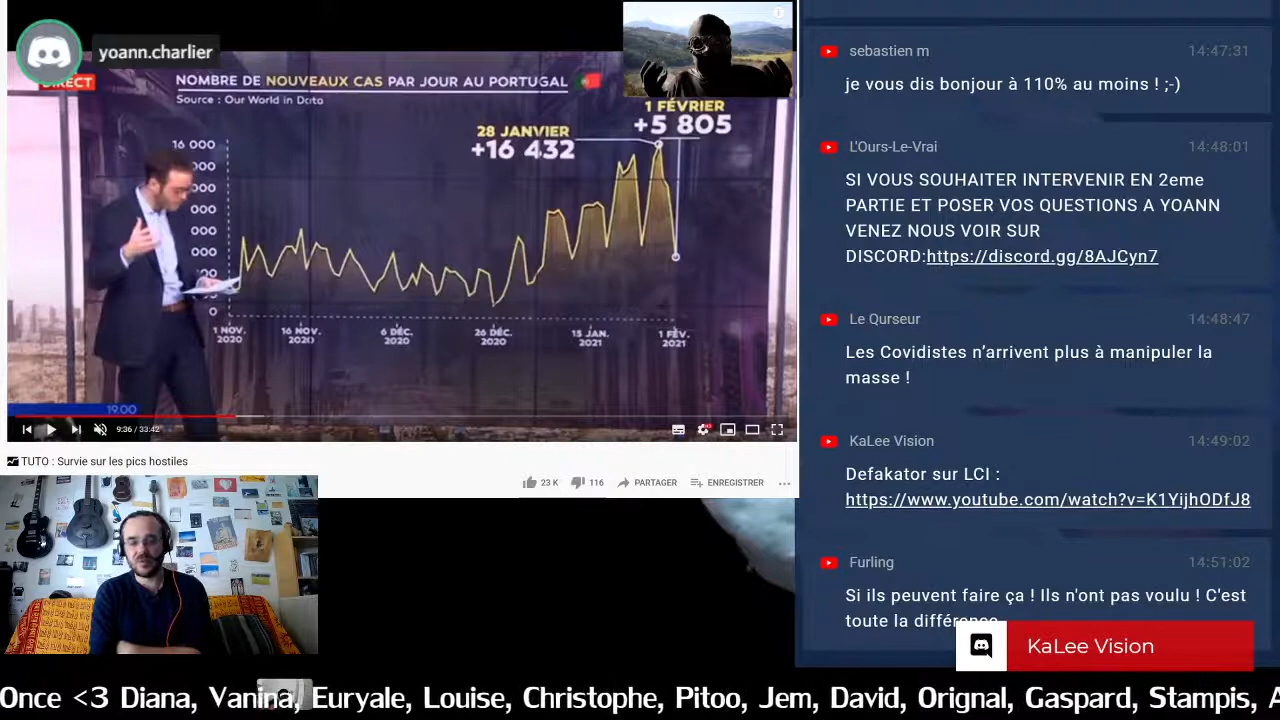 yoann.charlier
DIRECT
NOMBRE DE NOUVEAUX CAS PAR JOUR AU PORTUGAL
Source : Our World in Data
1 FÉVRIER
+5 805
28 JANVIER
+16 432
16 000
000
000
000
000
000
0
1 NOV. 2020
16 NOV. 2020
6 DÉC. 2020
26 DÉC. 2020
15 JAN. 2021
1 FÉV. 2021
19.00
9:36 / 33:42
TUTO : Survie sur les pics hostiles
23 K
116
PARTAGER
ENREGISTRER
sebastien m 14:47:31
je vous dis bonjour à 110% au moins ! ;-)
L'Ours-Le-Vrai 14:48:01
SI VOUS SOUHAITER INTERVENIR EN 2eme
PARTIE ET POSER VOS QUESTIONS A YOANN
VENEZ NOUS VOIR SUR
DISCORD:https://discord.gg/8AJCyn7
Le Qurseur 14:48:47
Les Covidistes n’arrivent plus à manipuler la
masse !
KaLee Vision 14:49:02
Defakator sur LCI :
https://www.youtube.com/watch?v=K1YijhODfJ8
Furling 14:51:02
Si ils peuvent faire ça ! Ils n'ont pas voulu ! C'est
toute la différence
KaLee Vision
Once <3 Diana, Vanina, Euryale, Louise, Christophe, Pitoo, Jem, David, Orignal, Gaspard, Stampis, A